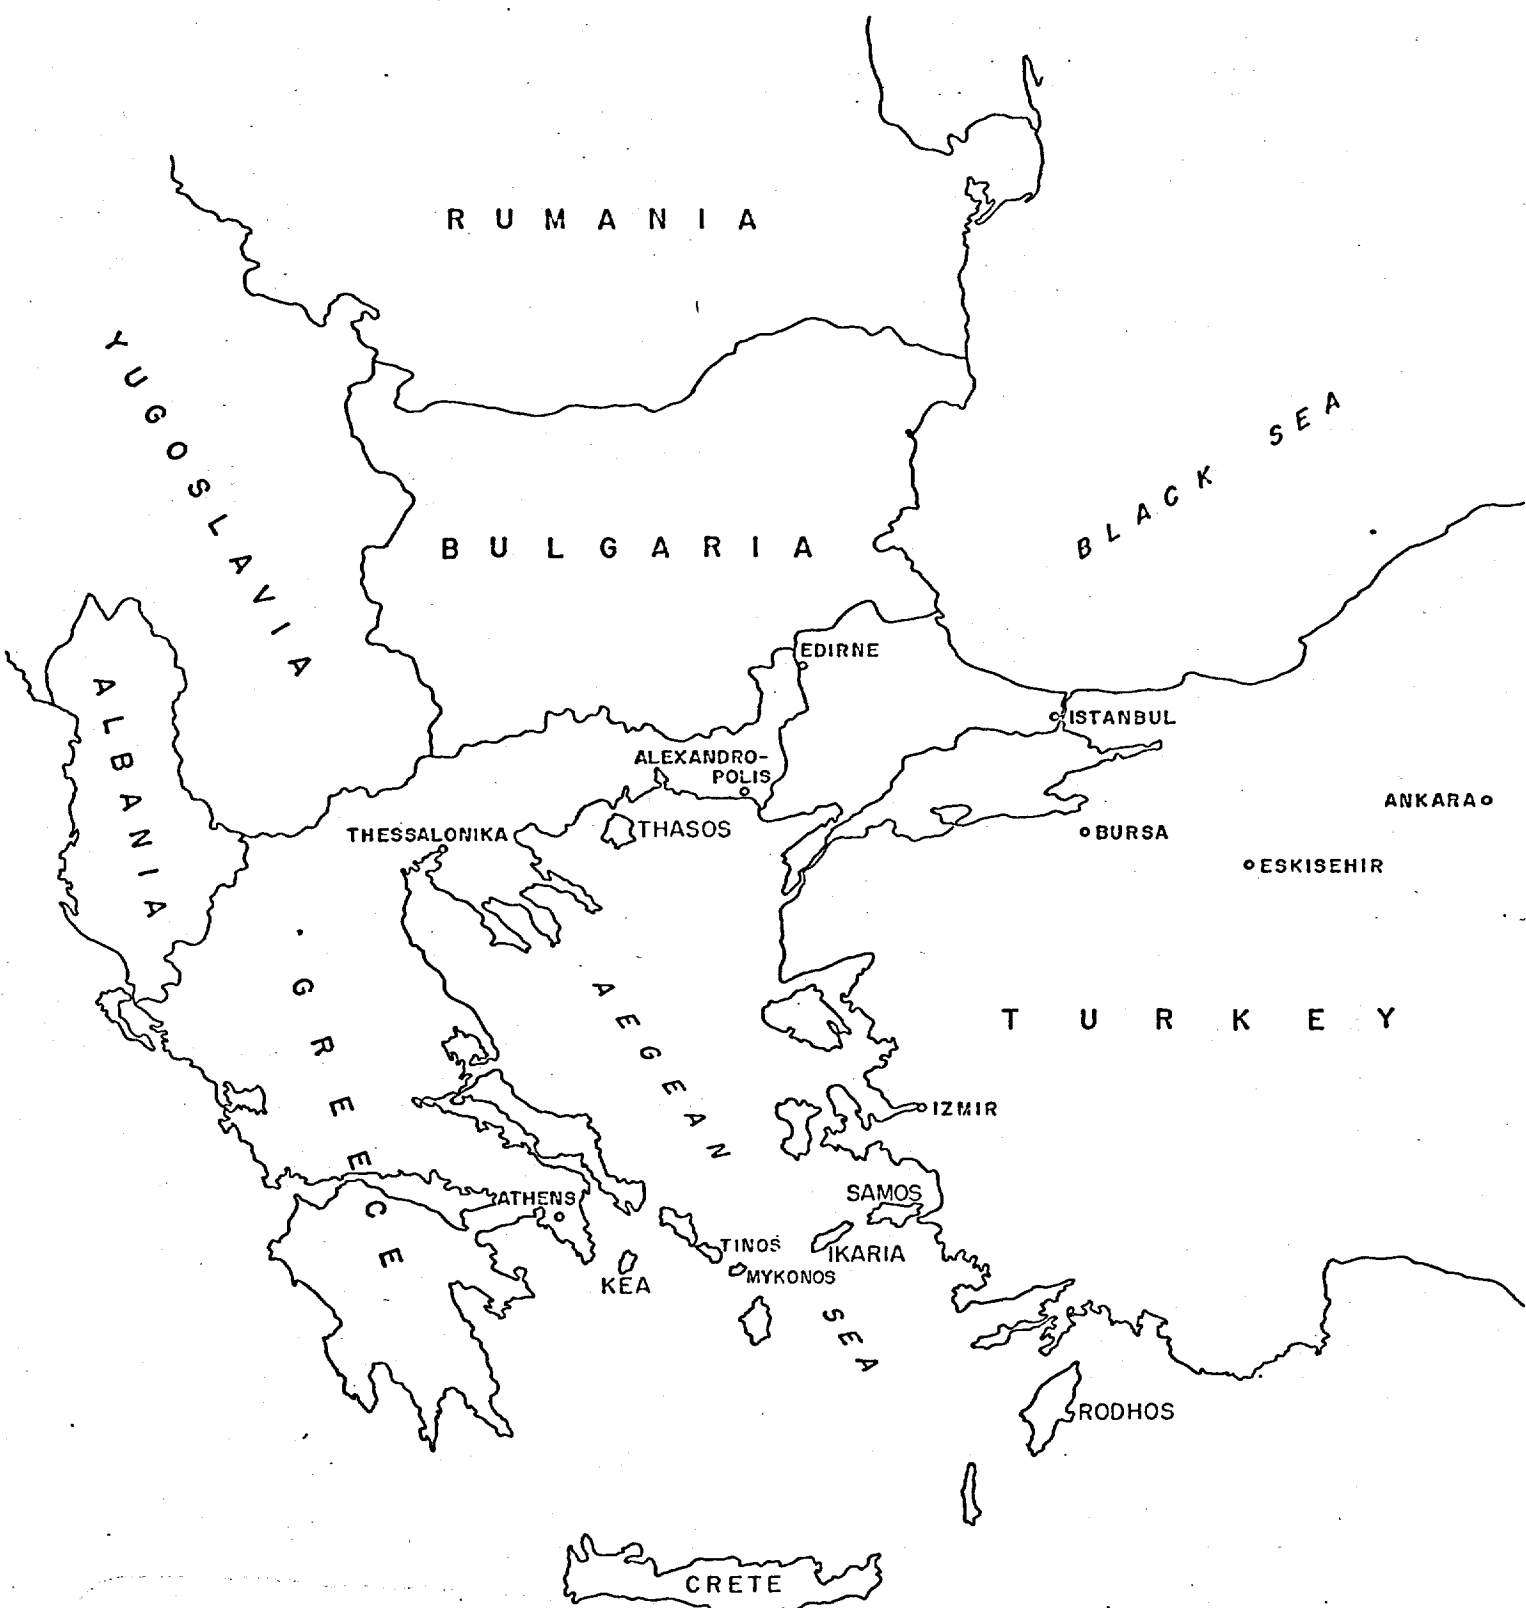 RUMANIA
YUGOSLAVIA
BLACK SEA
BULGARIA
EDIRNE
ALBANIA
ISTANBUL
ALEXANDRO-
POLIS
ANKARA
THESSALONIKA
THASOS
BURSA
ESKISEHIR
GREECE
AEGEAN SEA
TURKEY
IZMIR
ATHENS
SAMOS
TINOS
IKARIA
KEA
MYKONOS
RODHOS
CRETE